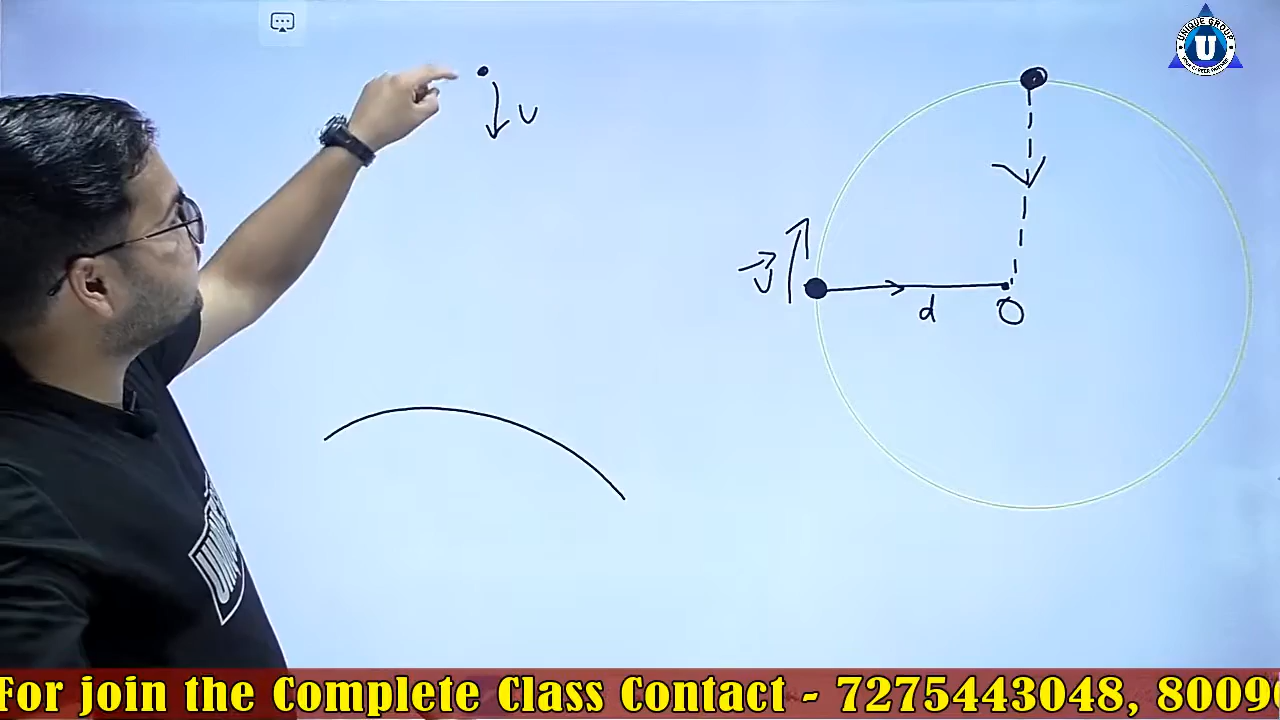 UNIQUE GROUP
U
υ
v⃗
d
O
For join the Complete Class Contact - 7275443048, 8009